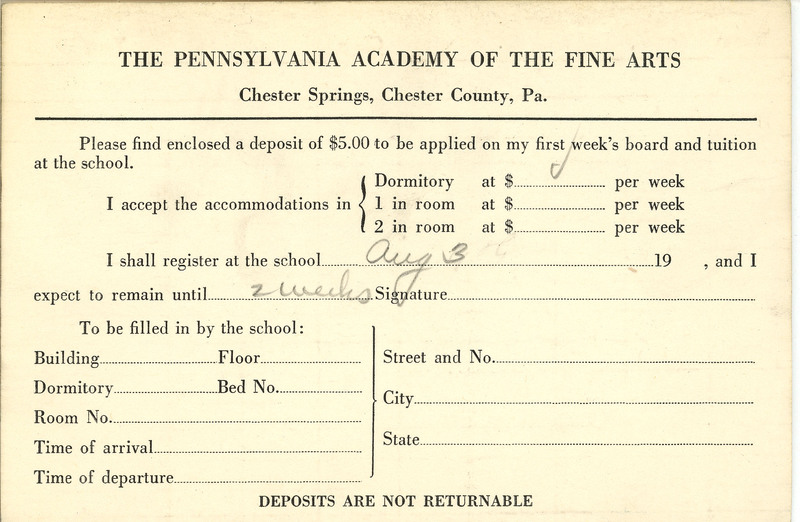 THE PENNSYLVANIA ACADEMY OF THE FINE ARTS
Chester Springs, Chester County, Pa.
Please find enclosed a deposit of $5.00 to be applied on my first week's board and tuition
at the school.
I accept the accommodations in
Dormitory at $ per week
1 in room at $ per week
2 in room at $ per week
I shall register at the school Aug 3 19 , and I
expect to remain until 2 weeks Signature
To be filled in by the school:
Building Floor
Dormitory Bed No.
Room No.
Time of arrival
Time of departure
Street and No.
City
State
DEPOSITS ARE NOT RETURNABLE